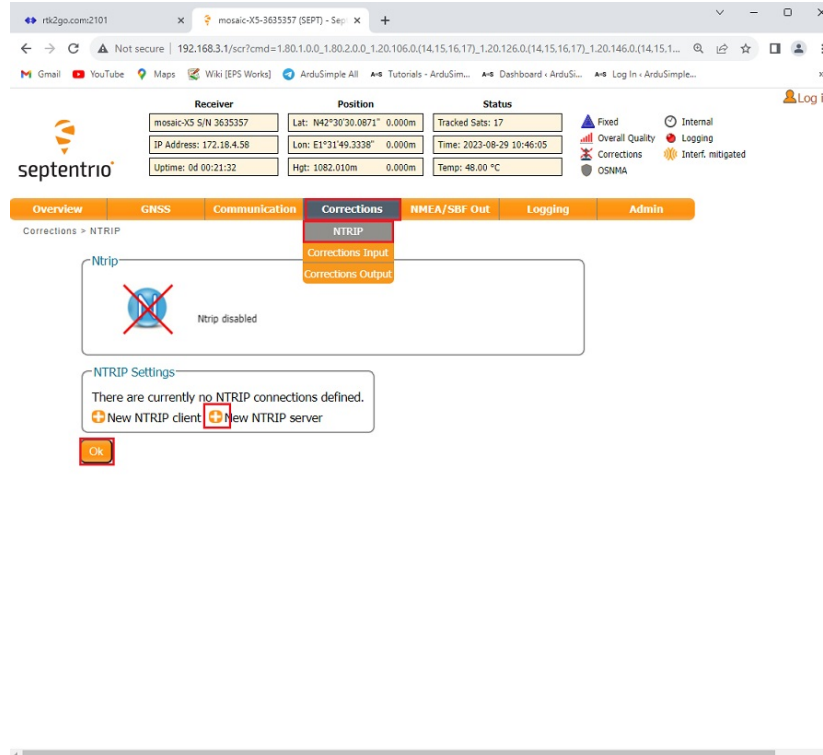 rtk2go.com:2101
mosaic-X5-3635357 (SEPT) - Sep
Not secure | 192.168.3.1/scr?cmd=1.80.1.0.0_1.80.2.0.0_1.20.106.0.(14,15,16,17)_1.20.126.0.(14,15,16,17)_1.20.146.0.(14,15,1...
Gmail YouTube Maps Wiki [EPS Works] ArduSimple All Tutorials - ArduSim... Dashboard ‹ ArduSi... Log In ‹ ArduSimple...
Log i
Receiver Position Status
mosaic-X5 S/N 3635357 Lat: N42°30'30.0871" 0.000m Tracked Sats: 17 Fixed Internal
IP Address: 172.18.4.58 Lon: E1°31'49.3338" 0.000m Time: 2023-08-29 10:46:05 Overall Quality Logging
Corrections Interf. mitigated
septentrio Uptime: 0d 00:21:32 Hgt: 1082.010m 0.000m Temp: 48.00 °C OSNMA
Overview GNSS Communication Corrections NMEA/SBF Out Logging Admin
Corrections > NTRIP NTRIP
Corrections Input
Corrections Output
Ntrip
N
Ntrip disabled
NTRIP Settings
There are currently no NTRIP connections defined.
New NTRIP client New NTRIP server
Ok